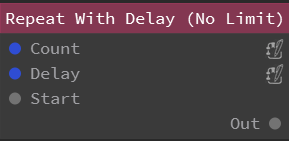 Repeat With Delay (No Limit)
Count
Delay
Start
Out